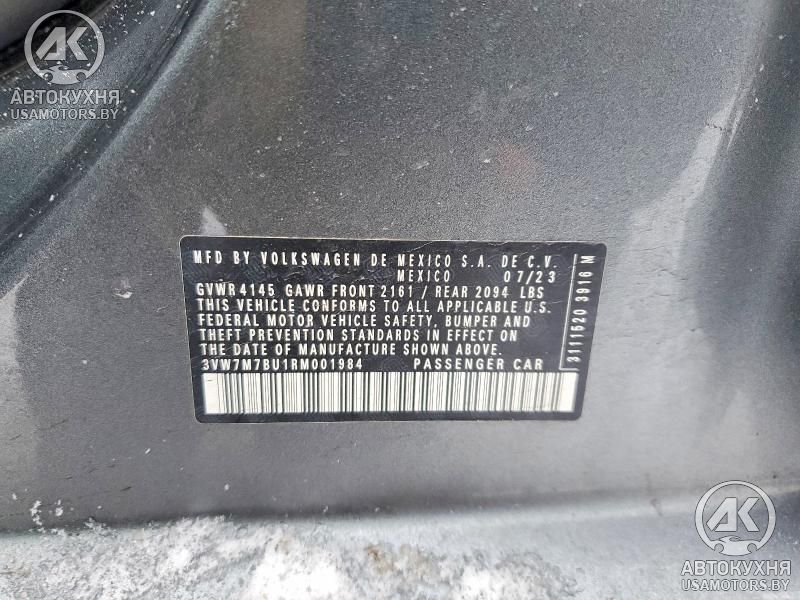 AK
АВТОКУХНЯ
USAMOTORS.BY
MFD BY VOLKSWAGEN DE MEXICO S.A. DE C.V.
MEXICO 07/23
GVWR 4145 GAWR FRONT 2161 / REAR 2094 LBS
THIS VEHICLE CONFORMS TO ALL APPLICABLE U.S.
FEDERAL MOTOR VEHICLE SAFETY, BUMPER AND
THEFT PREVENTION STANDARDS IN EFFECT ON
THE DATE OF MANUFACTURE SHOWN ABOVE.
3VW7M7BU1RM001984 PASSENGER CAR
3111520 3916 M
AK
АВТОКУХНЯ
USAMOTORS.BY